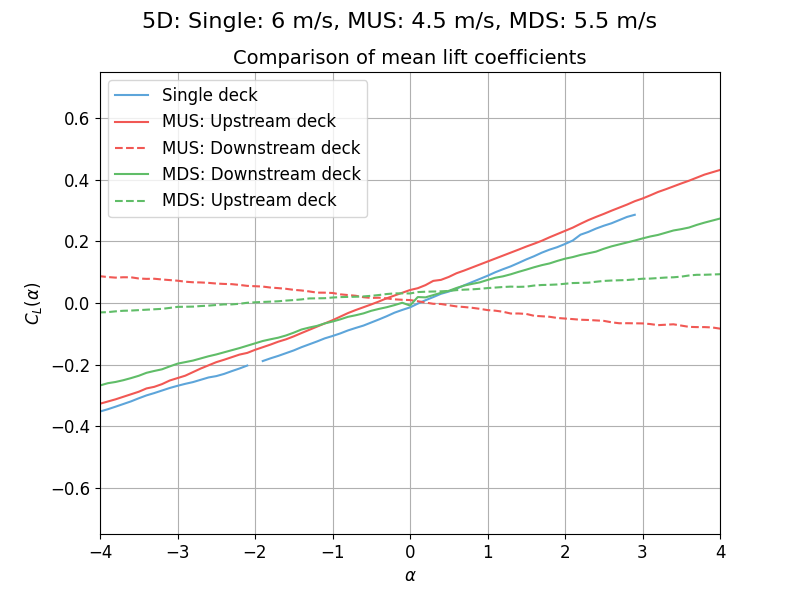 5D: Single: 6 m/s, MUS: 4.5 m/s, MDS: 5.5 m/s
Comparison of mean lift coefficients
Single deck
MUS: Upstream deck
MUS: Downstream deck
MDS: Downstream deck
MDS: Upstream deck
0.6
0.4
0.2
0.0
−0.2
−0.4
−0.6
C_L(α)
−4 −3 −2 −1 0 1 2 3 4
α